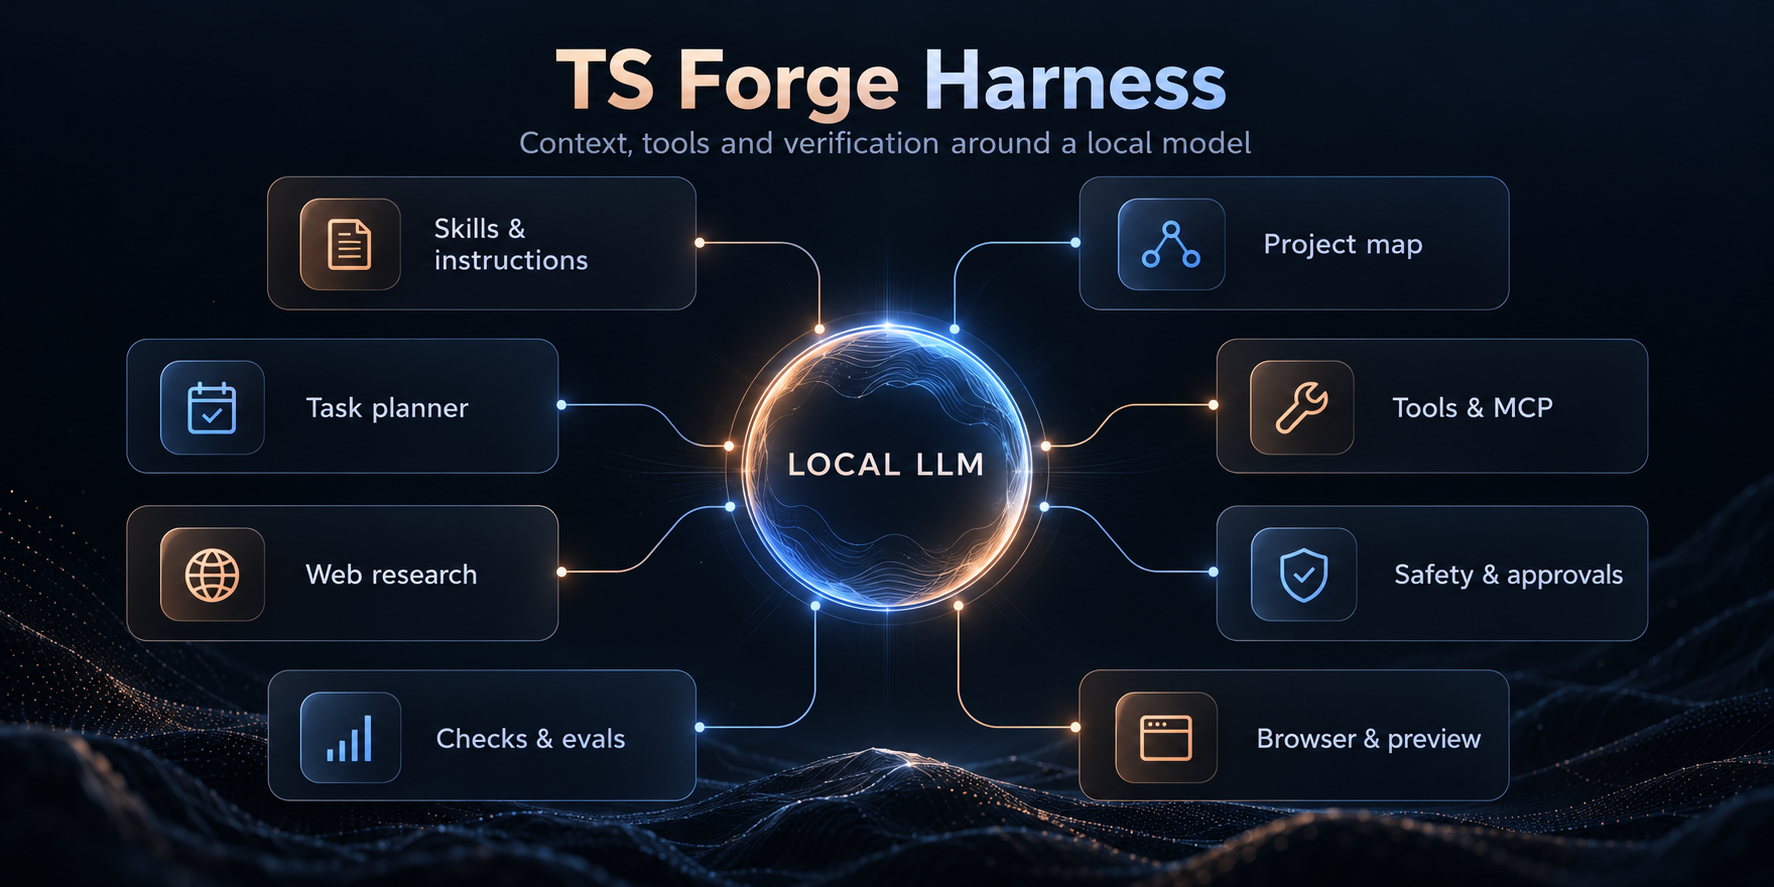 TS Forge Harness
Context, tools and verification around a local model
Skills &
instructions
Project map
Task planner
Tools & MCP
LOCAL LLM
Web research
Safety & approvals
Checks & evals
Browser & preview